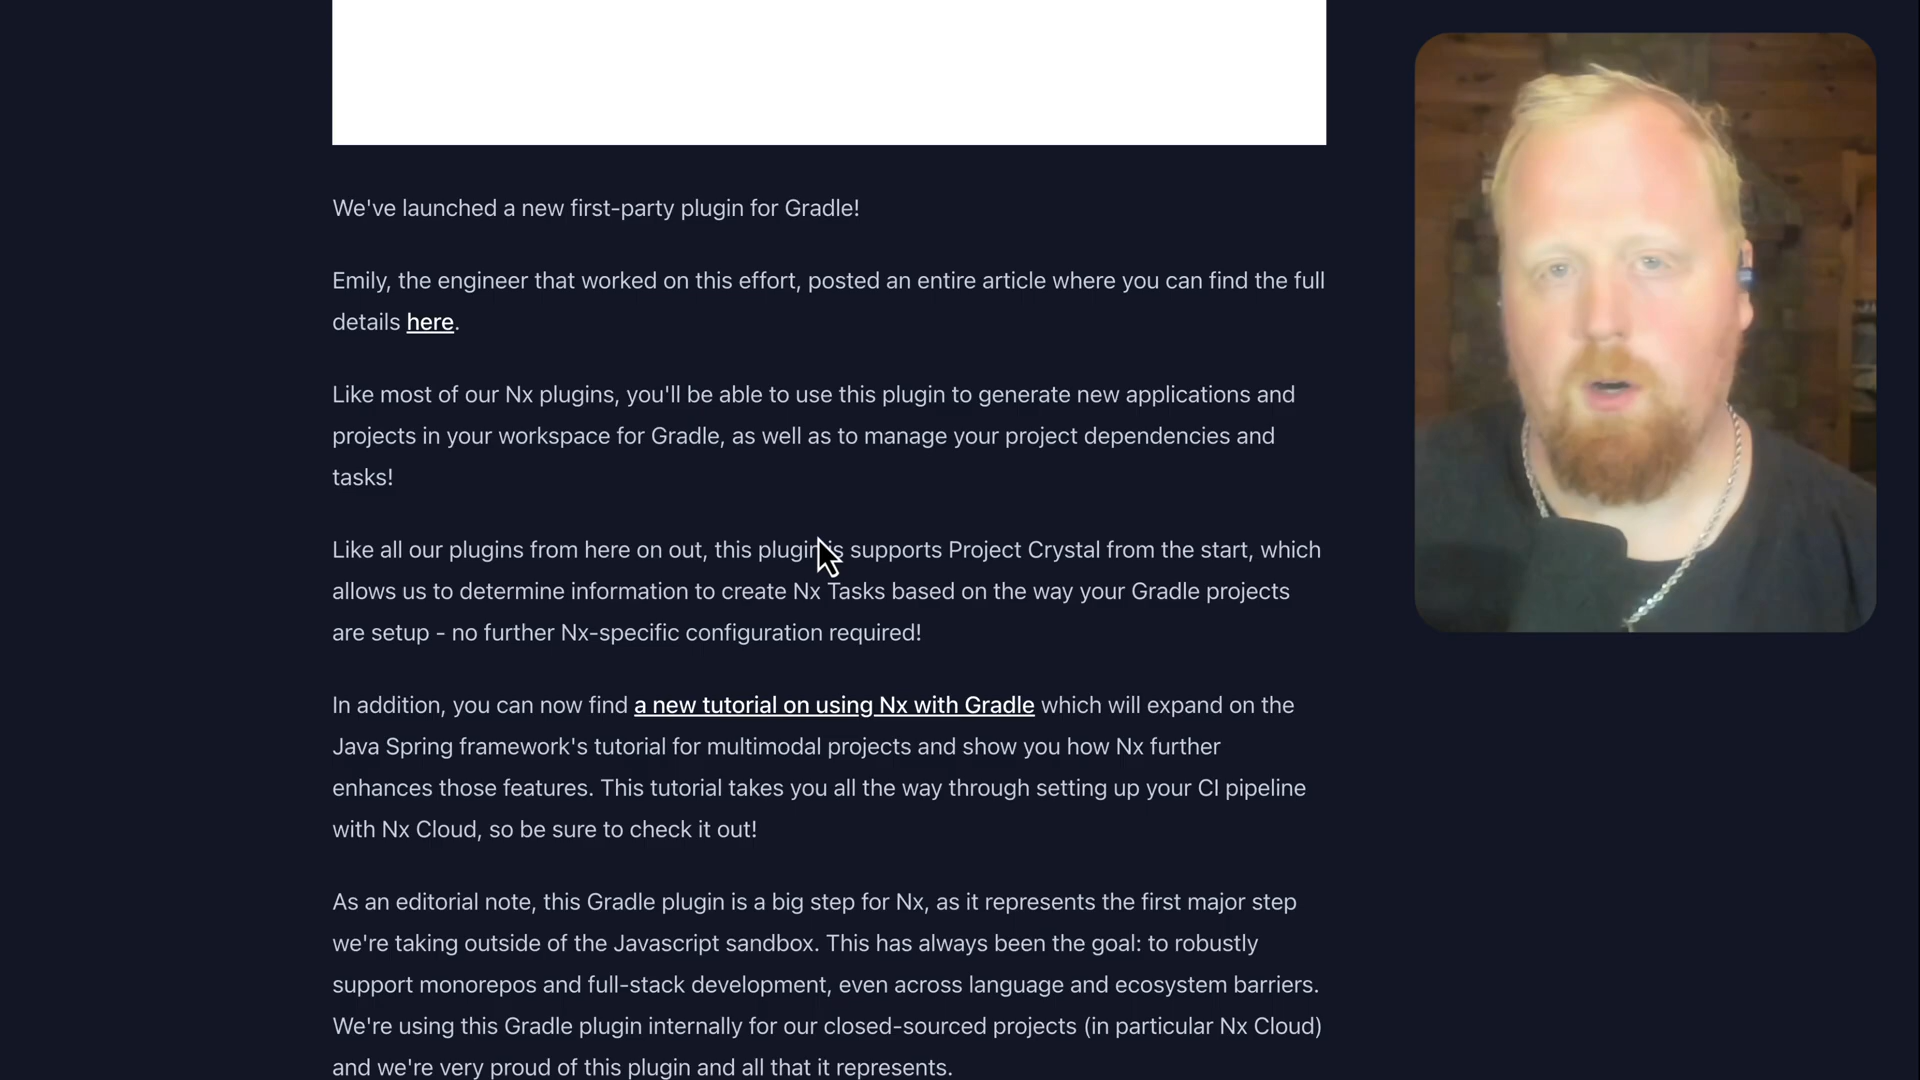 We've launched a new first-party plugin for Gradle!
Emily, the engineer that worked on this effort, posted an entire article where you can find the full
details here.
Like most of our Nx plugins, you'll be able to use this plugin to generate new applications and
projects in your workspace for Gradle, as well as to manage your project dependencies and
tasks!
Like all our plugins from here on out, this plugin is supports Project Crystal from the start, which
allows us to determine information to create Nx Tasks based on the way your Gradle projects
are setup - no further Nx-specific configuration required!
In addition, you can now find a new tutorial on using Nx with Gradle which will expand on the
Java Spring framework's tutorial for multimodal projects and show you how Nx further
enhances those features. This tutorial takes you all the way through setting up your CI pipeline
with Nx Cloud, so be sure to check it out!
As an editorial note, this Gradle plugin is a big step for Nx, as it represents the first major step
we're taking outside of the Javascript sandbox. This has always been the goal: to robustly
support monorepos and full-stack development, even across language and ecosystem barriers.
We're using this Gradle plugin internally for our closed-sourced projects (in particular Nx Cloud)
and we're very proud of this plugin and all that it represents.